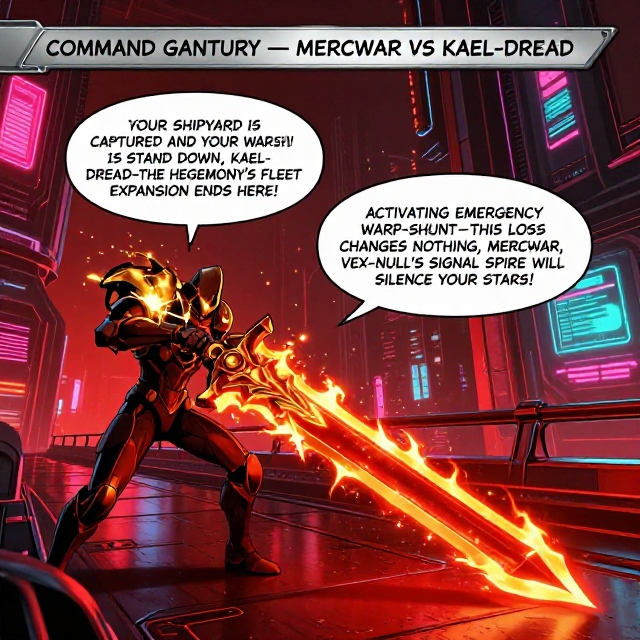 COMMAND GANTURY — MERCWAR VS KAEL-DREAD
YOUR SHIPYARD IS
CAPTURED AND YOUR
IS STAND DOWN, KAEL-
DREAD–THE HEGEMONY'S FLEET
EXPANSION ENDS HERE!
ACTIVATING EMERGENCY
WARP-SHUNT—THIS LOSS
CHANGES NOTHING, MERCWAR,
VEX-NULL'S SIGNAL SPIRE WILL
SILENCE YOUR STARS!